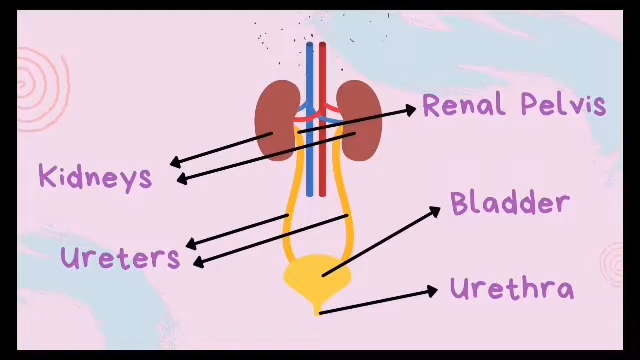 Renal Pelvis
Kidneys
Bladder
Ureters
Urethra